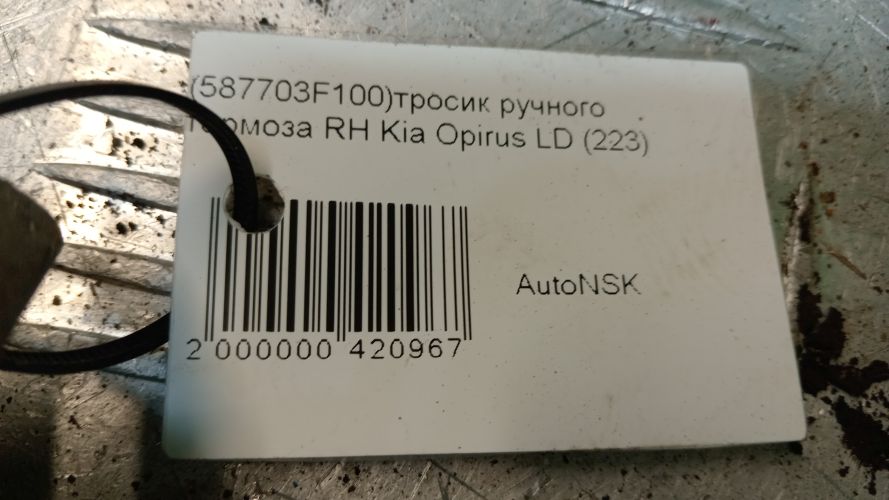 (587703F100)тросик ручного
тормоза RH Kia Opirus LD (223)
AutoNSK
2 000000 420967